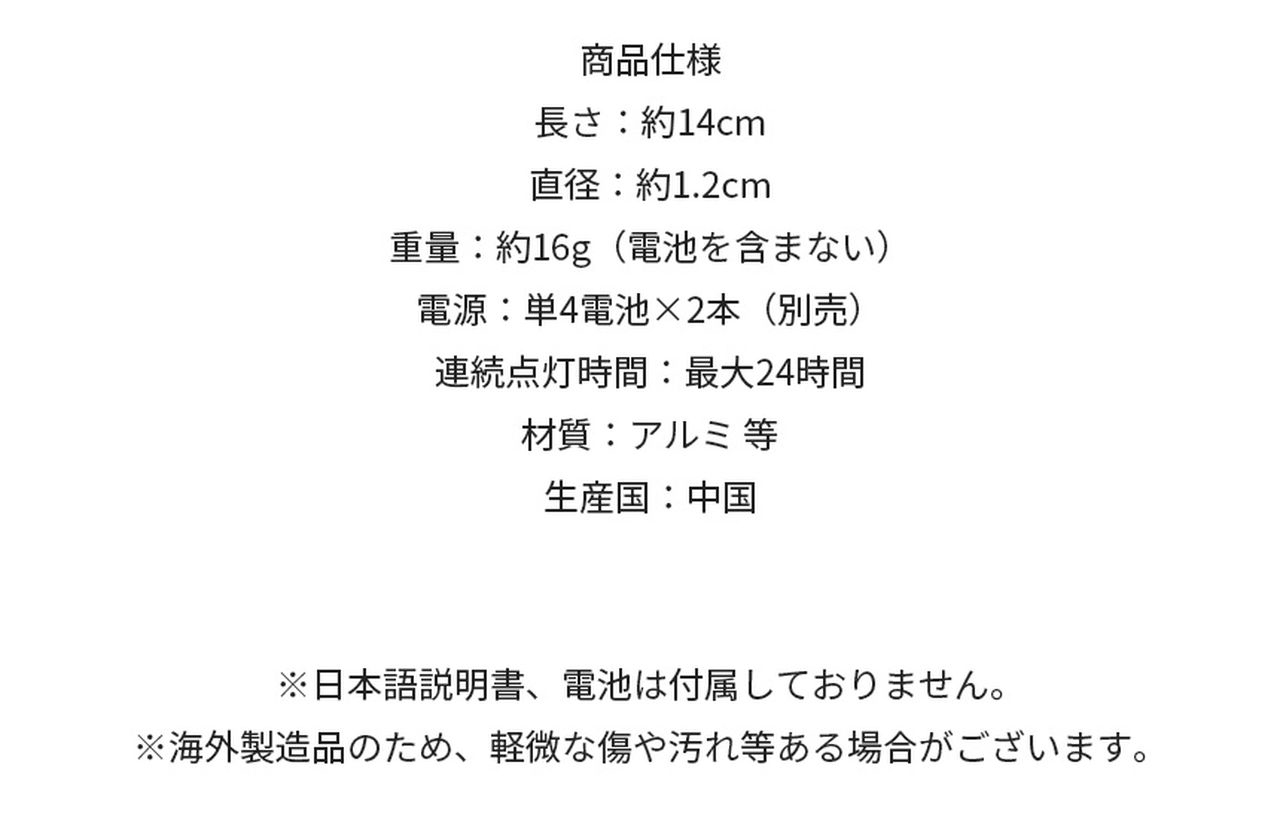 商品仕様
長さ：約14cm
直径：約1.2cm
重量：約16g（電池を含まない）
電源：単4電池×2本（別売）
連続点灯時間：最大24時間
材質：アルミ 等
生産国：中国
※日本語説明書、電池は付属しておりません。
※海外製造品のため、軽微な傷や汚れ等ある場合がございます。